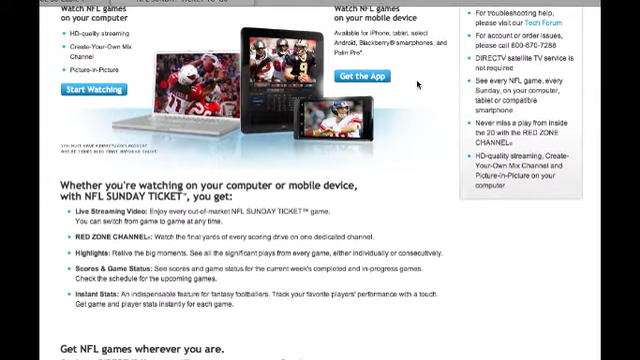 Watch NFL games
on your computer
HD-quality streaming
Create-Your-Own Mix
Channel
Picture-in-Picture
Start Watching
Watch NFL games
on your mobile device
Available for iPhone, tablet, select
Android, Blackberry® smartphones, and
Palm Pre®.
Get the App
For troubleshooting help,
please visit our Tech Forum
For account or order issues,
please call 800-670-7288
DIRECTV satellite TV service is
not required
See every NFL game, every
Sunday, on your computer,
tablet or compatible
smartphone
Never miss a play from inside
the 20 with the RED ZONE
CHANNEL®
HD-quality streaming, Create-
Your-Own Mix Channel and
Picture-in-Picture on your
computer
Whether you're watching on your computer or mobile device,
with NFL SUNDAY TICKET™, you get:
Live Streaming Video: Enjoy every out-of-market NFL SUNDAY TICKET™ game.
You can switch from game to game at any time.
RED ZONE CHANNEL®: Watch the final yards of every scoring drive on one dedicated channel.
Highlights: Relive the big moments. See all the significant plays from every game, either individually or consecutively.
Scores & Game Status: See scores and game status for the current week's completed and in-progress games.
Check the schedule for the upcoming games.
Instant Stats: An indispensable feature for fantasy footballers. Track your favorite players' performance with a touch.
Get game and player stats instantly for each game.
Get NFL games wherever you are.